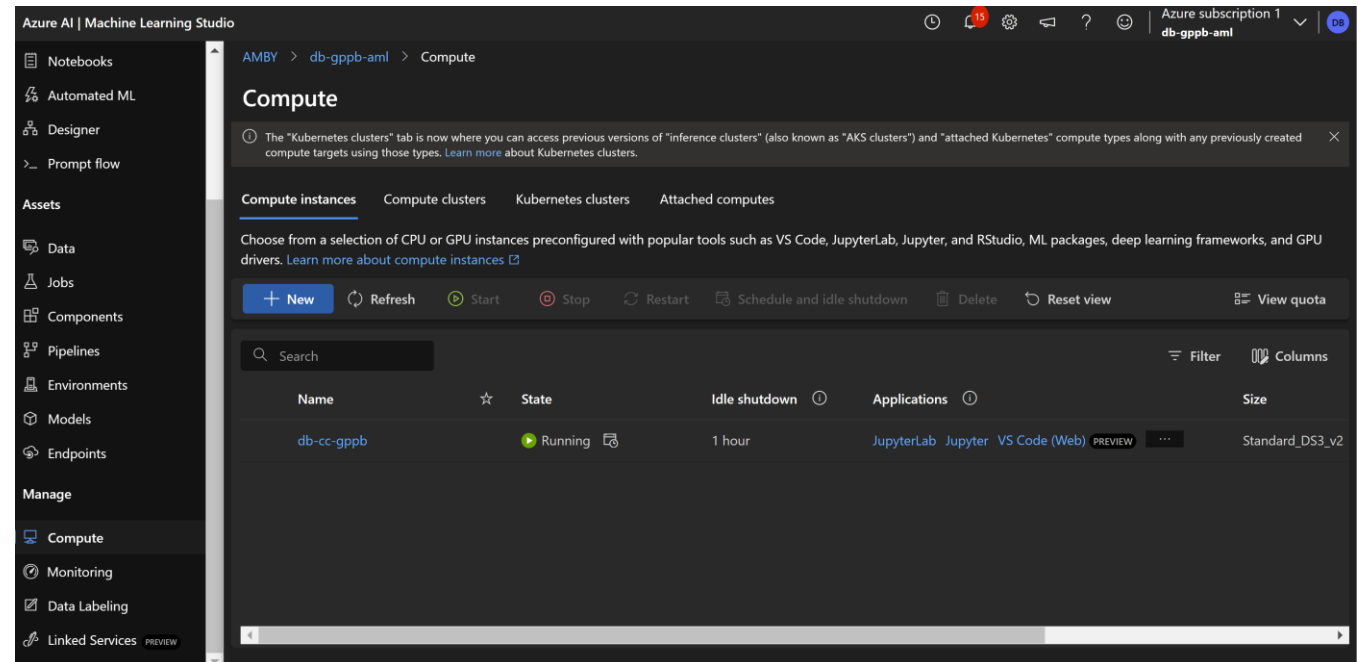 Azure AI | Machine Learning Studio
15
?
Azure subscription 1
db-gppb-aml
DB
Notebooks
Automated ML
Designer
>_ Prompt flow
Assets
Data
Jobs
Components
Pipelines
Environments
Models
Endpoints
Manage
Compute
Monitoring
Data Labeling
Linked Services PREVIEW
AMBY > db-gppb-aml > Compute
Compute
The "Kubernetes clusters" tab is now where you can access previous versions of "inference clusters" (also known as "AKS clusters") and "attached Kubernetes" compute types along with any previously created
compute targets using those types. Learn more about Kubernetes clusters.
Compute instances Compute clusters Kubernetes clusters Attached computes
Choose from a selection of CPU or GPU instances preconfigured with popular tools such as VS Code, JupyterLab, Jupyter, and RStudio, ML packages, deep learning frameworks, and GPU
drivers. Learn more about compute instances
+ New Refresh Start Stop Restart Schedule and idle shutdown Delete Reset view View quota
Search Filter Columns
Name State Idle shutdown Applications Size
db-cc-gppb Running 1 hour JupyterLab Jupyter VS Code (Web) PREVIEW ... Standard_DS3_v2